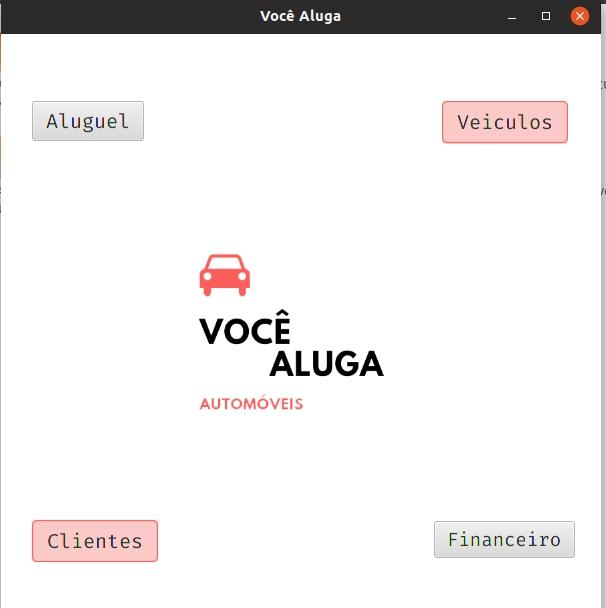 Você Aluga
Aluguel
Veiculos
VOCÊ
ALUGA
AUTOMÓVEIS
Clientes
Financeiro